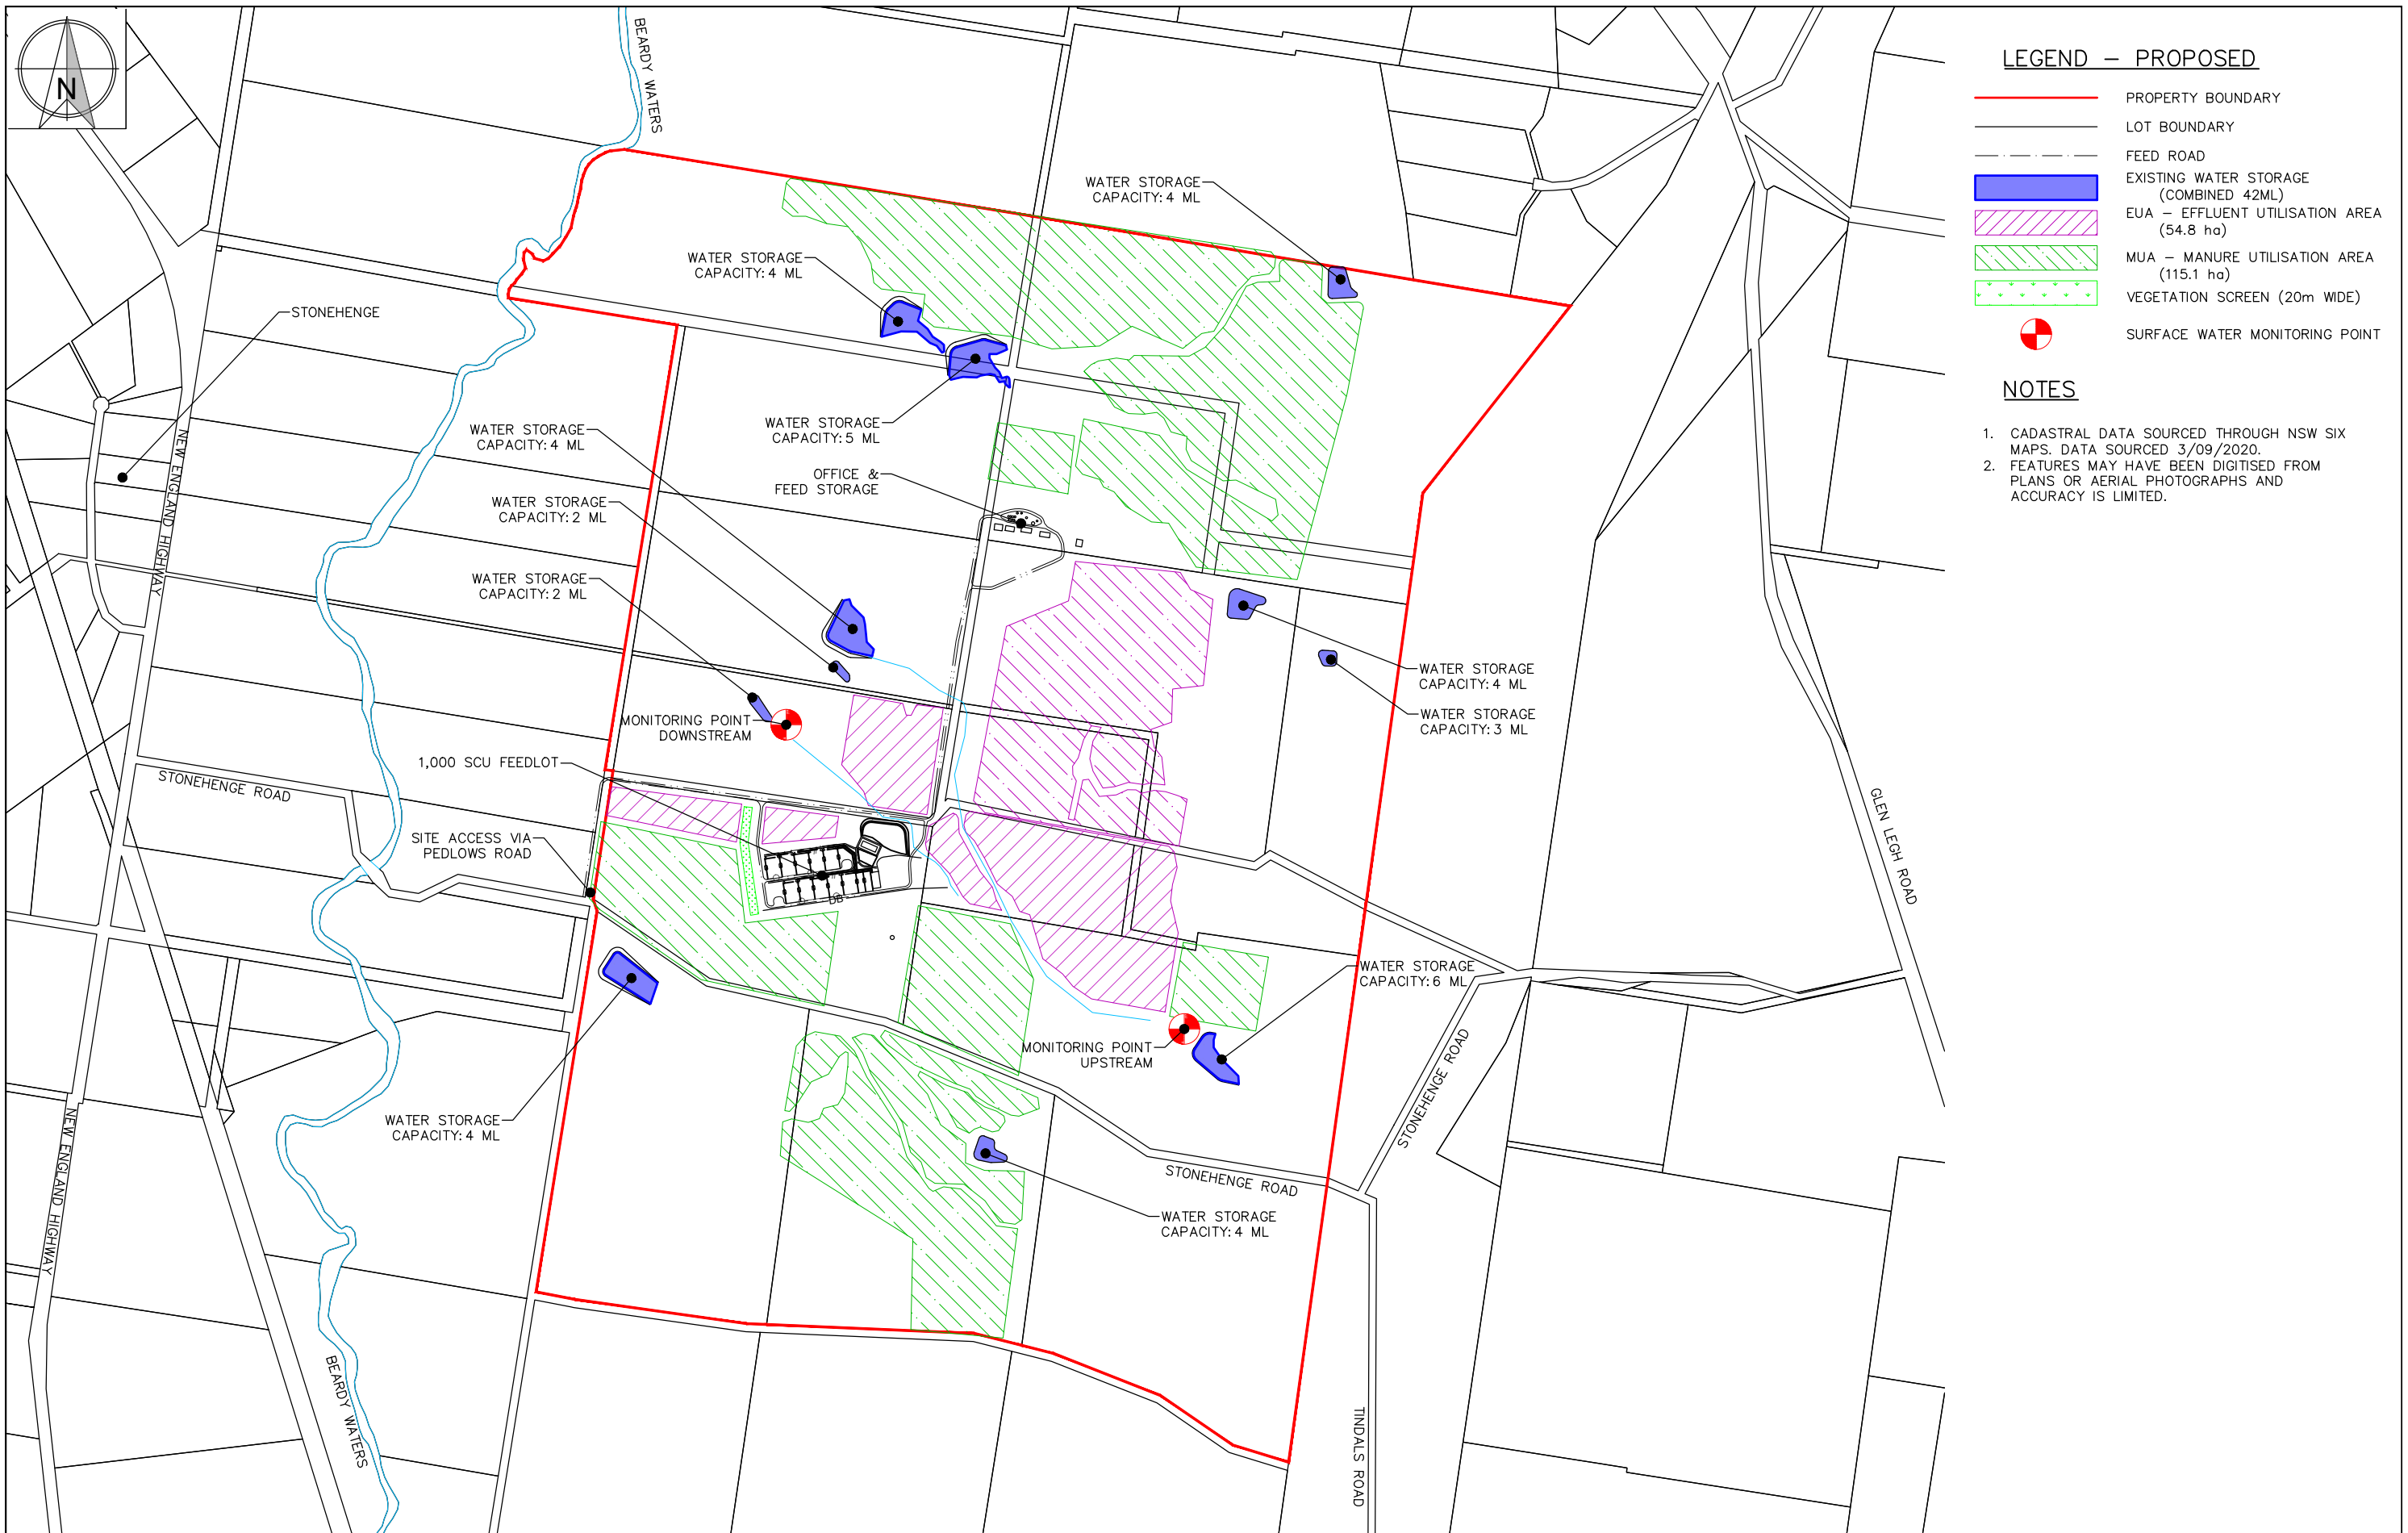 N
BEARDY WATERS
WATER STORAGE
CAPACITY: 4 ML
WATER STORAGE
CAPACITY: 4 ML
STONEHENGE
WATER STORAGE
CAPACITY: 4 ML
WATER STORAGE
CAPACITY: 5 ML
OFFICE &
FEED STORAGE
WATER STORAGE
CAPACITY: 2 ML
WATER STORAGE
CAPACITY: 2 ML
NEW ENGLAND HIGHWAY
WATER STORAGE
CAPACITY: 4 ML
WATER STORAGE
CAPACITY: 3 ML
MONITORING POINT
DOWNSTREAM
1,000 SCU FEEDLOT
STONEHENGE ROAD
SITE ACCESS VIA
PEDLOWS ROAD
DB
GLEN LEGH ROAD
WATER STORAGE
CAPACITY: 6 ML
MONITORING POINT
UPSTREAM
STONEHENGE ROAD
WATER STORAGE
CAPACITY: 4 ML
NEW ENGLAND HIGHWAY
STONEHENGE ROAD
WATER STORAGE
CAPACITY: 4 ML
BEARDY WATERS
TINDALS ROAD
LEGEND – PROPOSED
PROPERTY BOUNDARY
LOT BOUNDARY
FEED ROAD
EXISTING WATER STORAGE
(COMBINED 42ML)
EUA – EFFLUENT UTILISATION AREA
(54.8 ha)
MUA – MANURE UTILISATION AREA
(115.1 ha)
VEGETATION SCREEN (20m WIDE)
SURFACE WATER MONITORING POINT
NOTES
1. CADASTRAL DATA SOURCED THROUGH NSW SIX
MAPS. DATA SOURCED 3/09/2020.
2. FEATURES MAY HAVE BEEN DIGITISED FROM
PLANS OR AERIAL PHOTOGRAPHS AND
ACCURACY IS LIMITED.